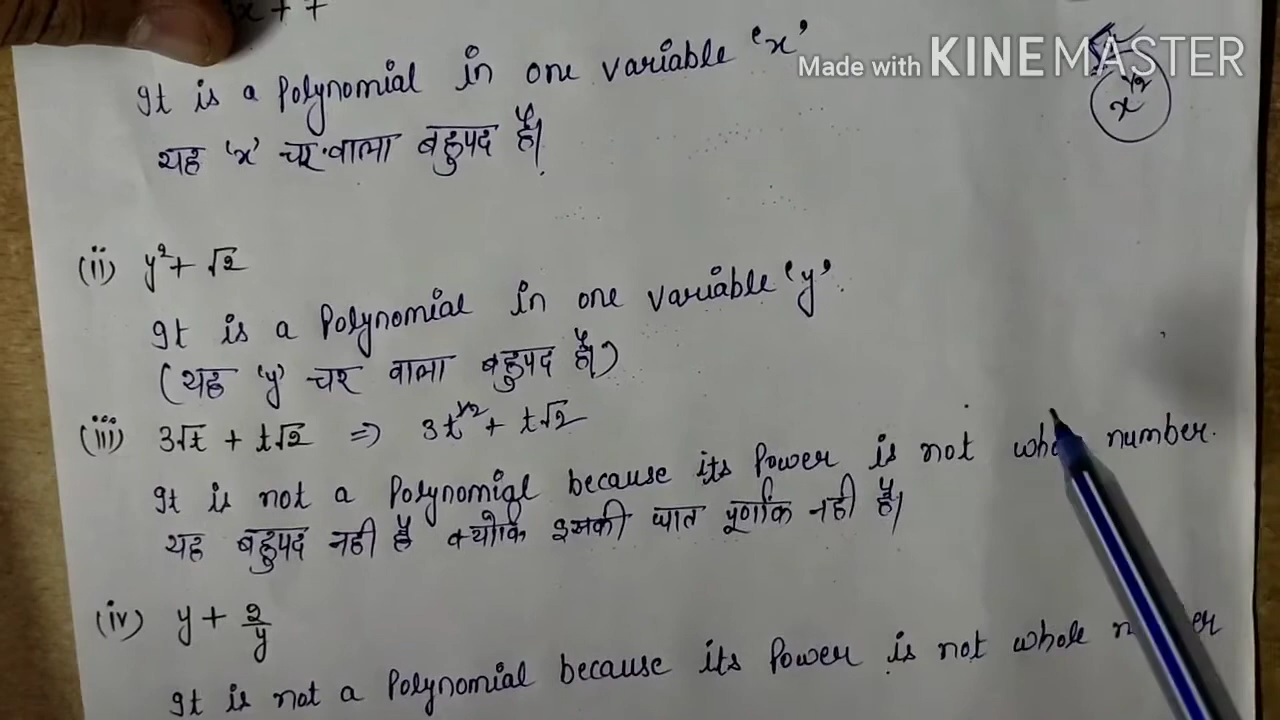 x + 7
It is a Polynomial in one variable 'x'
यह 'x' चर वाला बहुपद है।
Made with KINEMASTER
x^1/2
(ii) y² + √2
It is a Polynomial in one variable 'y'.
(यह 'y' चर वाला बहुपद है।)
(iii) 3√t + t√2 ⇒ 3t^1/2 + t√2
It is not a Polynomial because its Power is not whole number.
यह बहुपद नही है क्योकि इसकी घात पूर्णांक नही है।
(iv) y + 2/y
It is not a Polynomial because its Power is not whole